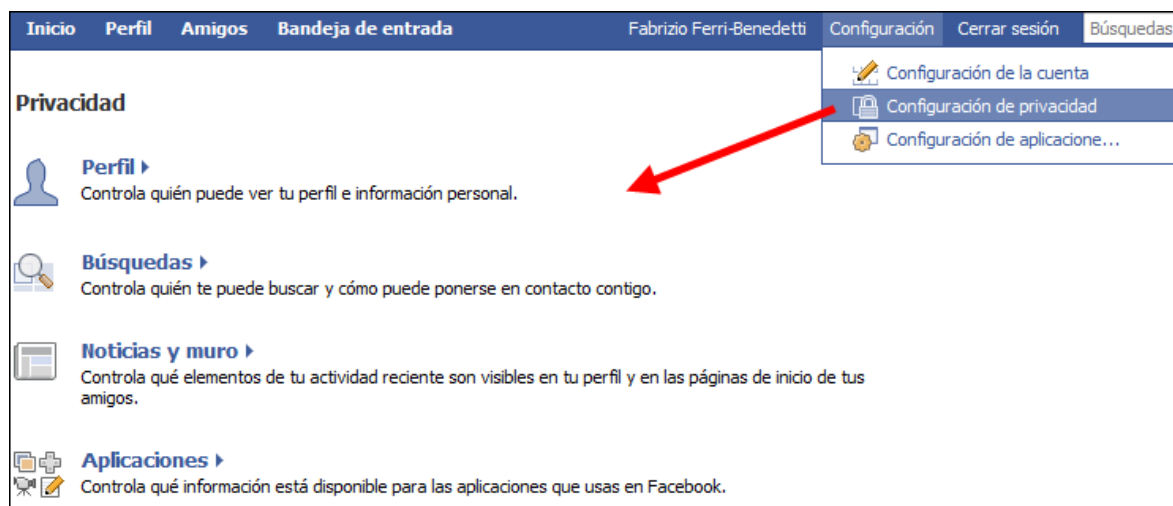 Inicio Perfil Amigos Bandeja de entrada Fabrizio Ferri-Benedetti Configuración Cerrar sesión Búsquedas
Configuración de la cuenta
Configuración de privacidad
Configuración de aplicacione...
Privacidad
Perfil
Controla quién puede ver tu perfil e información personal.
Búsquedas
Controla quién te puede buscar y cómo puede ponerse en contacto contigo.
Noticias y muro
Controla qué elementos de tu actividad reciente son visibles en tu perfil y en las páginas de inicio de tus
amigos.
Aplicaciones
Controla qué información está disponible para las aplicaciones que usas en Facebook.